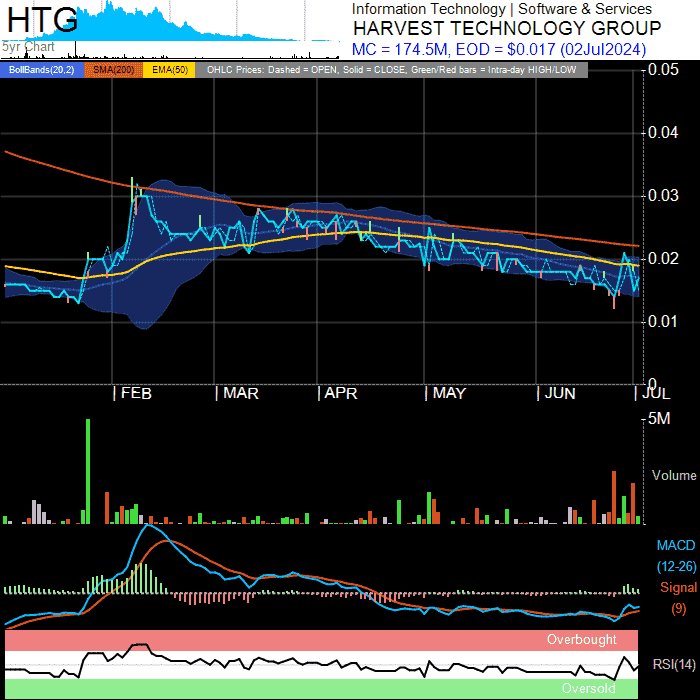 HTG
5yr Chart
Information Technology | Software & Services
HARVEST TECHNOLOGY GROUP
MC = 174.5M, EOD = $0.017 (02Jul2024)
BollBands(20,2) SMA(200) EMA(50) OHLC Prices: Dashed = OPEN, Solid = CLOSE, Green/Red bars = Intra-day HIGH/LOW
0.05
0.04
0.03
0.02
0.01
0
FEB MAR APR MAY JUN JUL
5M
Volume
MACD
(12-26)
Signal
(9)
Overbought
RSI(14)
Oversold